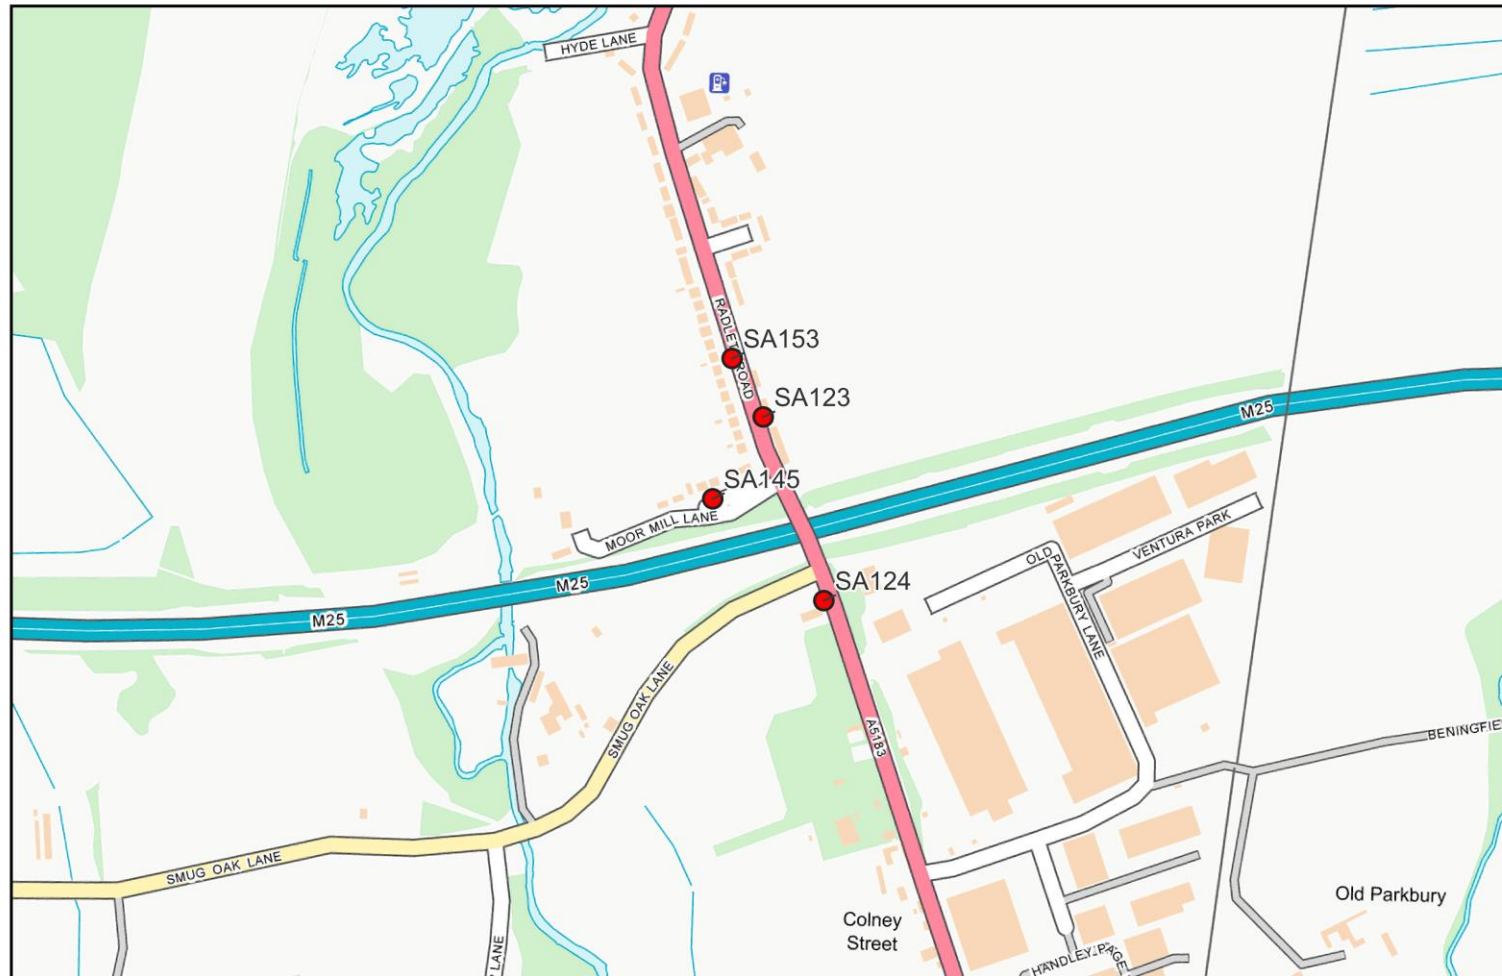 HYDE LANE
RADLETT ROAD
SA153
SA123
M25
SA145
MOOR MILL LANE
VENTURA PARK
OLD PARKBURY LANE
M25
SA124
M25
SMUG OAK LANE
A5183
BENINGFIE
SMUG OAK LANE
Old Parkbury
Colney
Street
LANE
HANDLEY PAGE